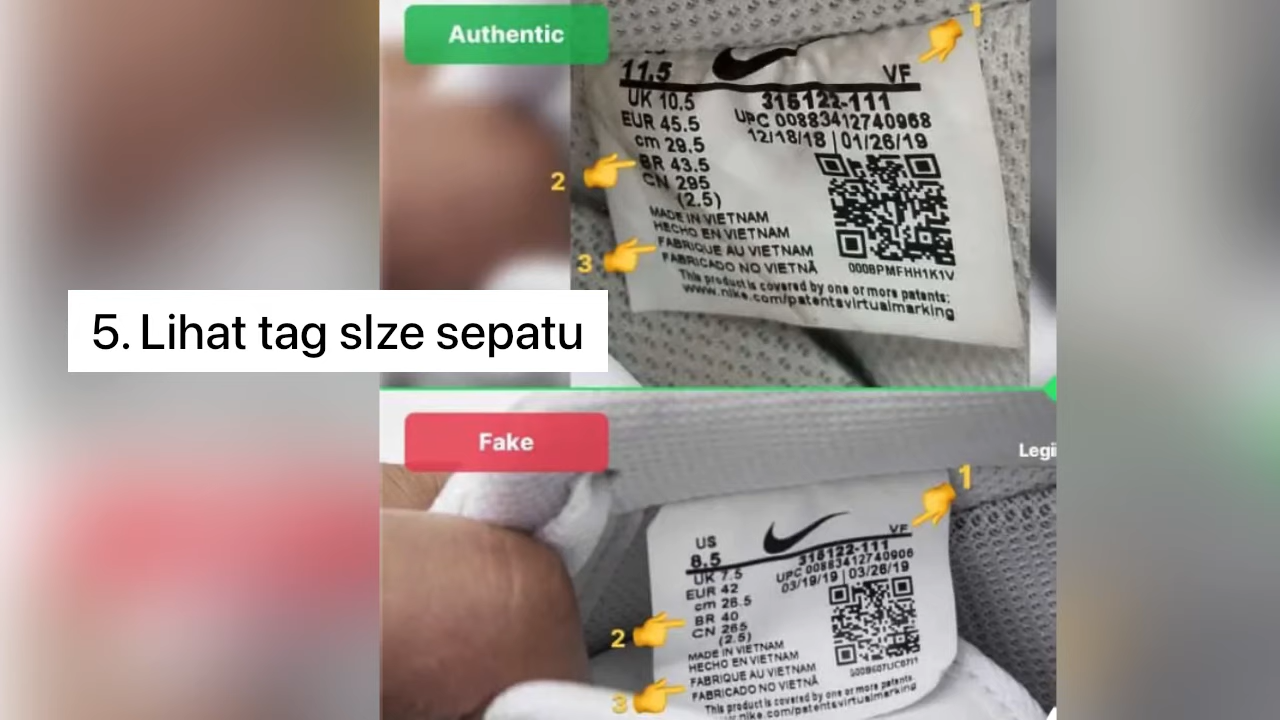 Authentic
1
11.5
VF
UK 10.5
315122-111
EUR 45.5
UPC 00883412740968
cm 29.5
12/18/18 | 01/26/19
2
BR 43.5
CN 295
(2.5)
MADE IN VIETNAM
HECHO EN VIETNAM
3
FABRIQUE AU VIETNAM
FABRICADO NO VIETNÃ
0008PMFHH1K1V
This product is covered by one or more patents:
www.nike.com/patentsvirtualmarking
5. Lihat tag sIze sepatu
Fake
Legi
1
US
VF
8.5
315122-111
UK 7.5
UPC 00883412740906
EUR 42
03/19/19 | 03/26/19
cm 26.5
BR 40
2
CN 265
(2.5)
MADE IN VIETNAM
HECHO EN VIETNAM
FABRIQUE AU VIETNAM
3
FABRICADO NO VIETNÃ
This product is covered by one or more patents.
www.nike.com/patentsvirtualmarking